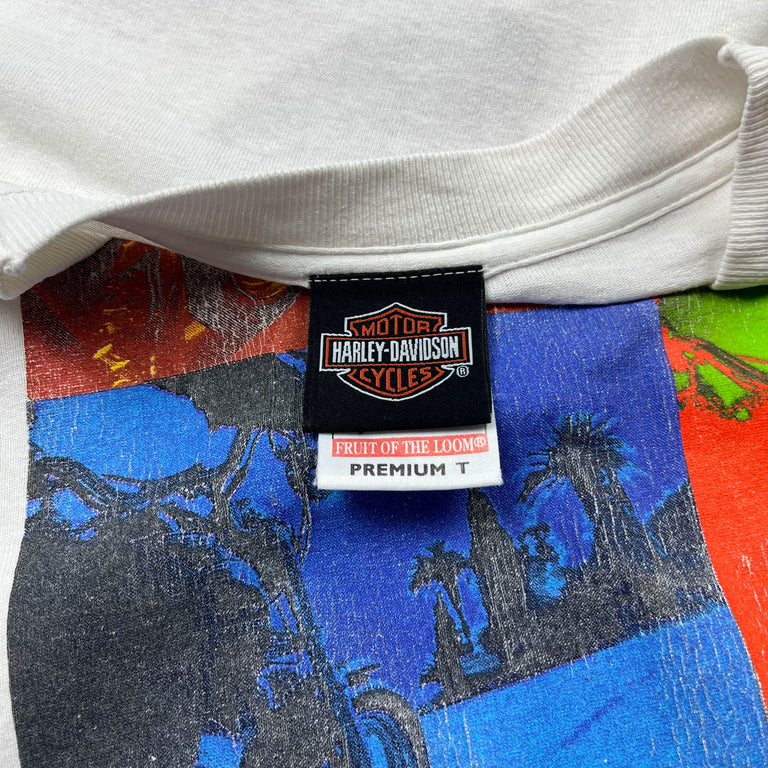 MOTOR
HARLEY-DAVIDSON
CYCLES ®
FRUIT OF THE LOOM®
PREMIUM T